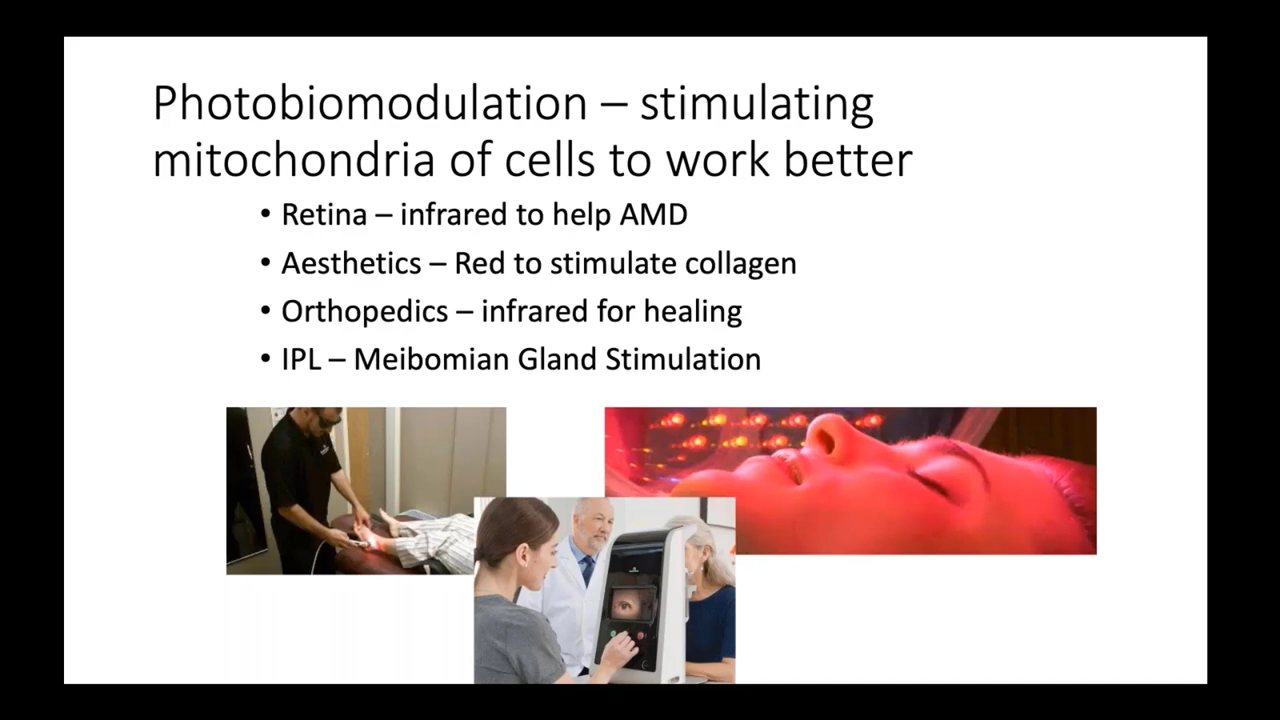 Photobiomodulation – stimulating
mitochondria of cells to work better
• Retina – infrared to help AMD
• Aesthetics – Red to stimulate collagen
• Orthopedics – infrared for healing
• IPL – Meibomian Gland Stimulation